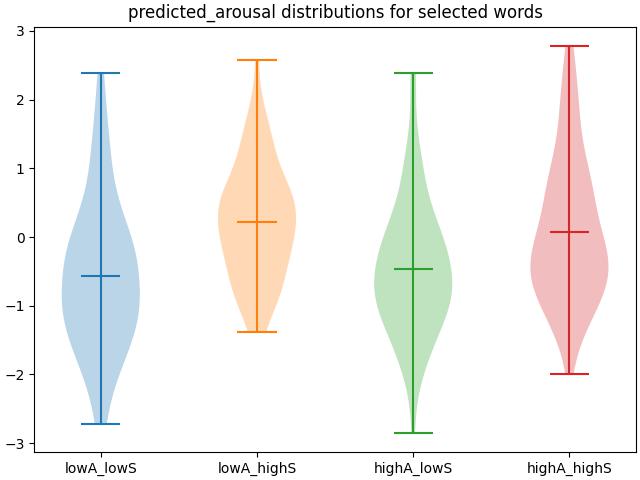 predicted_arousal distributions for selected words
3
2
1
0
−1
−2
−3
lowA_lowS
lowA_highS
highA_lowS
highA_highS